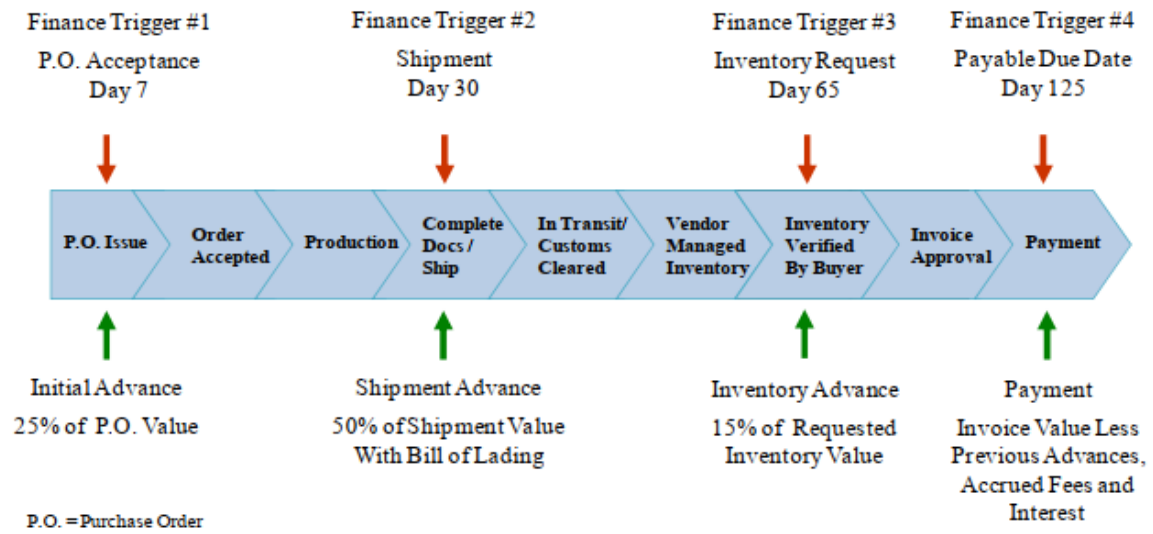 Finance Trigger #1
P.O. Acceptance
Day 7
Finance Trigger #2
Shipment
Day 30
Finance Trigger #3
Inventory Request
Day 65
Finance Trigger #4
Payable Due Date
Day 125
P.O. Issue
Order
Accepted
Production
Complete
Docs /
Ship
In Transit/
Customs
Cleared
Vendor
Managed
Inventory
Inventory
Verified
By Buyer
Invoice
Approval
Payment
Initial Advance
25% of P.O. Value
Shipment Advance
50% of Shipment Value
With Bill of Lading
Inventory Advance
15% of Requested
Inventory Value
Payment
Invoice Value Less
Previous Advances,
Accrued Fees and
Interest
P.O. = Purchase Order